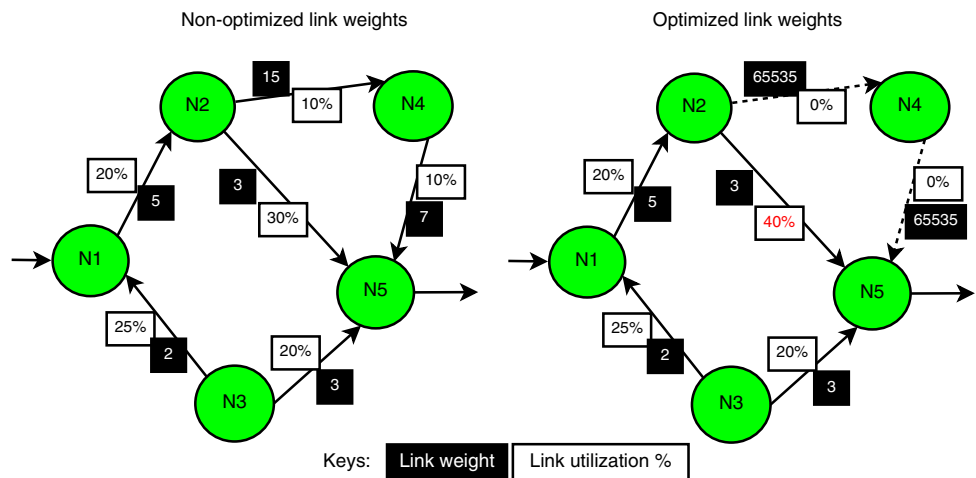 Non-optimized link weights
Optimized link weights
15
N2
N4
10%
20%
5
3
30%
10%
7
N1
N5
25%
2
20%
3
N3
65535
N2
N4
0%
20%
5
3
40%
0%
65535
N1
N5
25%
2
20%
3
N3
Keys: Link weight Link utilization %